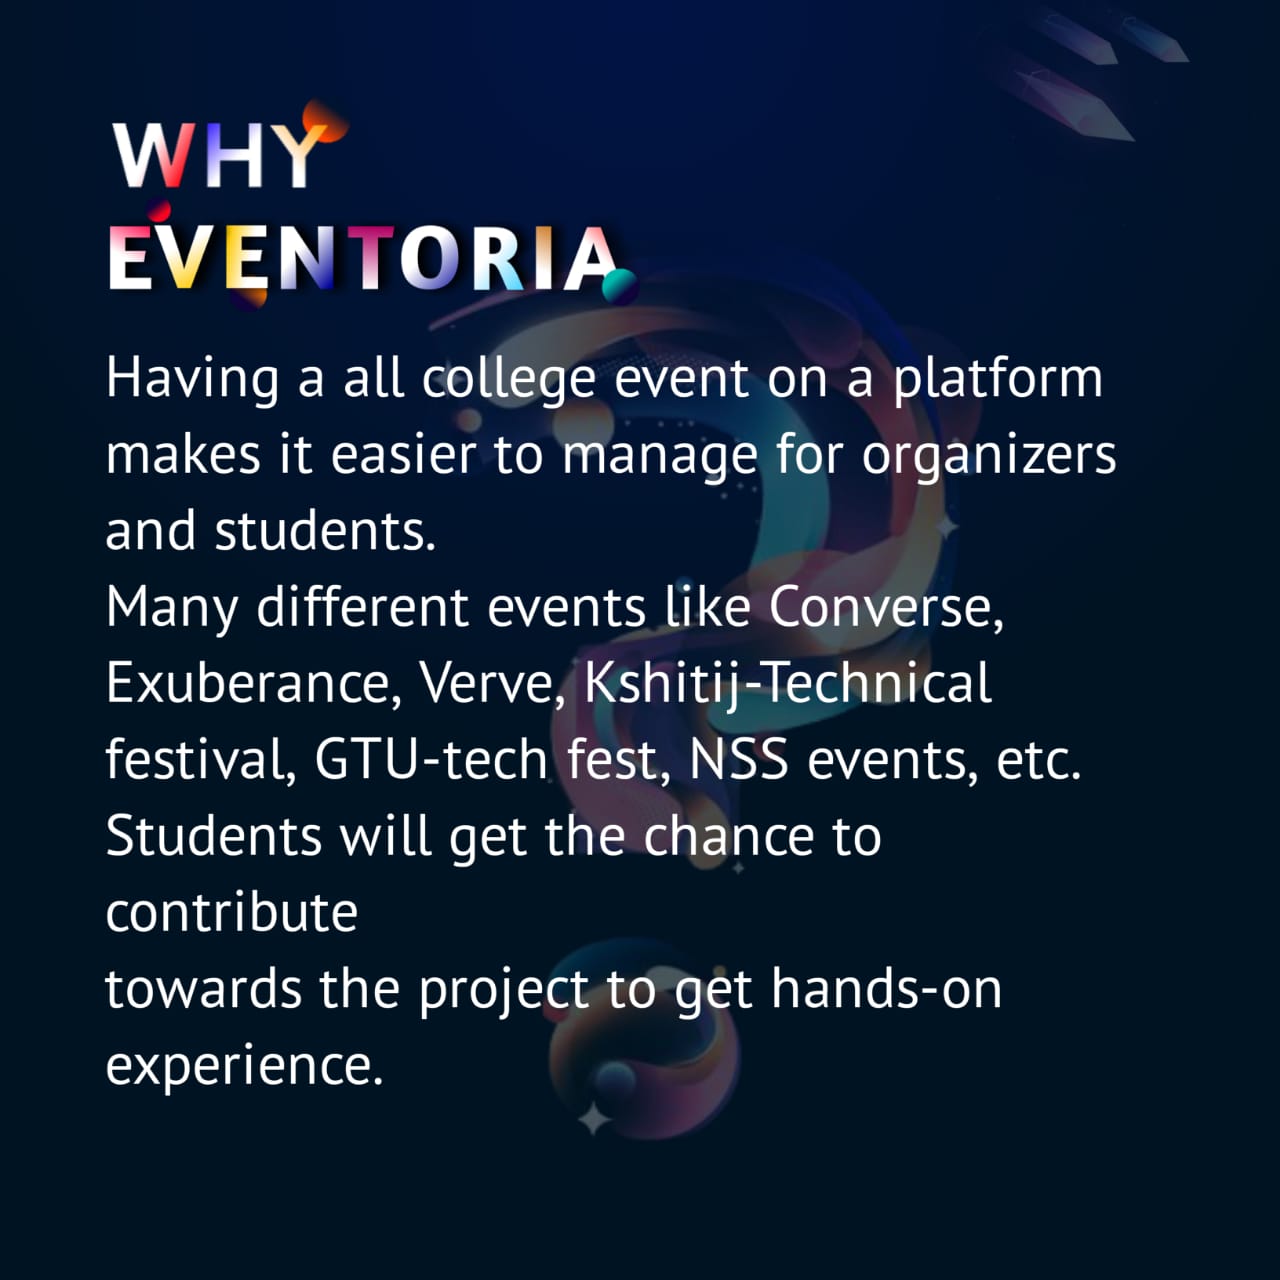 WHY
EVENTORIA
Having a all college event on a platform
makes it easier to manage for organizers
and students.
Many different events like Converse,
Exuberance, Verve, Kshitij-Technical
festival, GTU-tech fest, NSS events, etc.
Students will get the chance to
contribute
towards the project to get hands-on
experience.